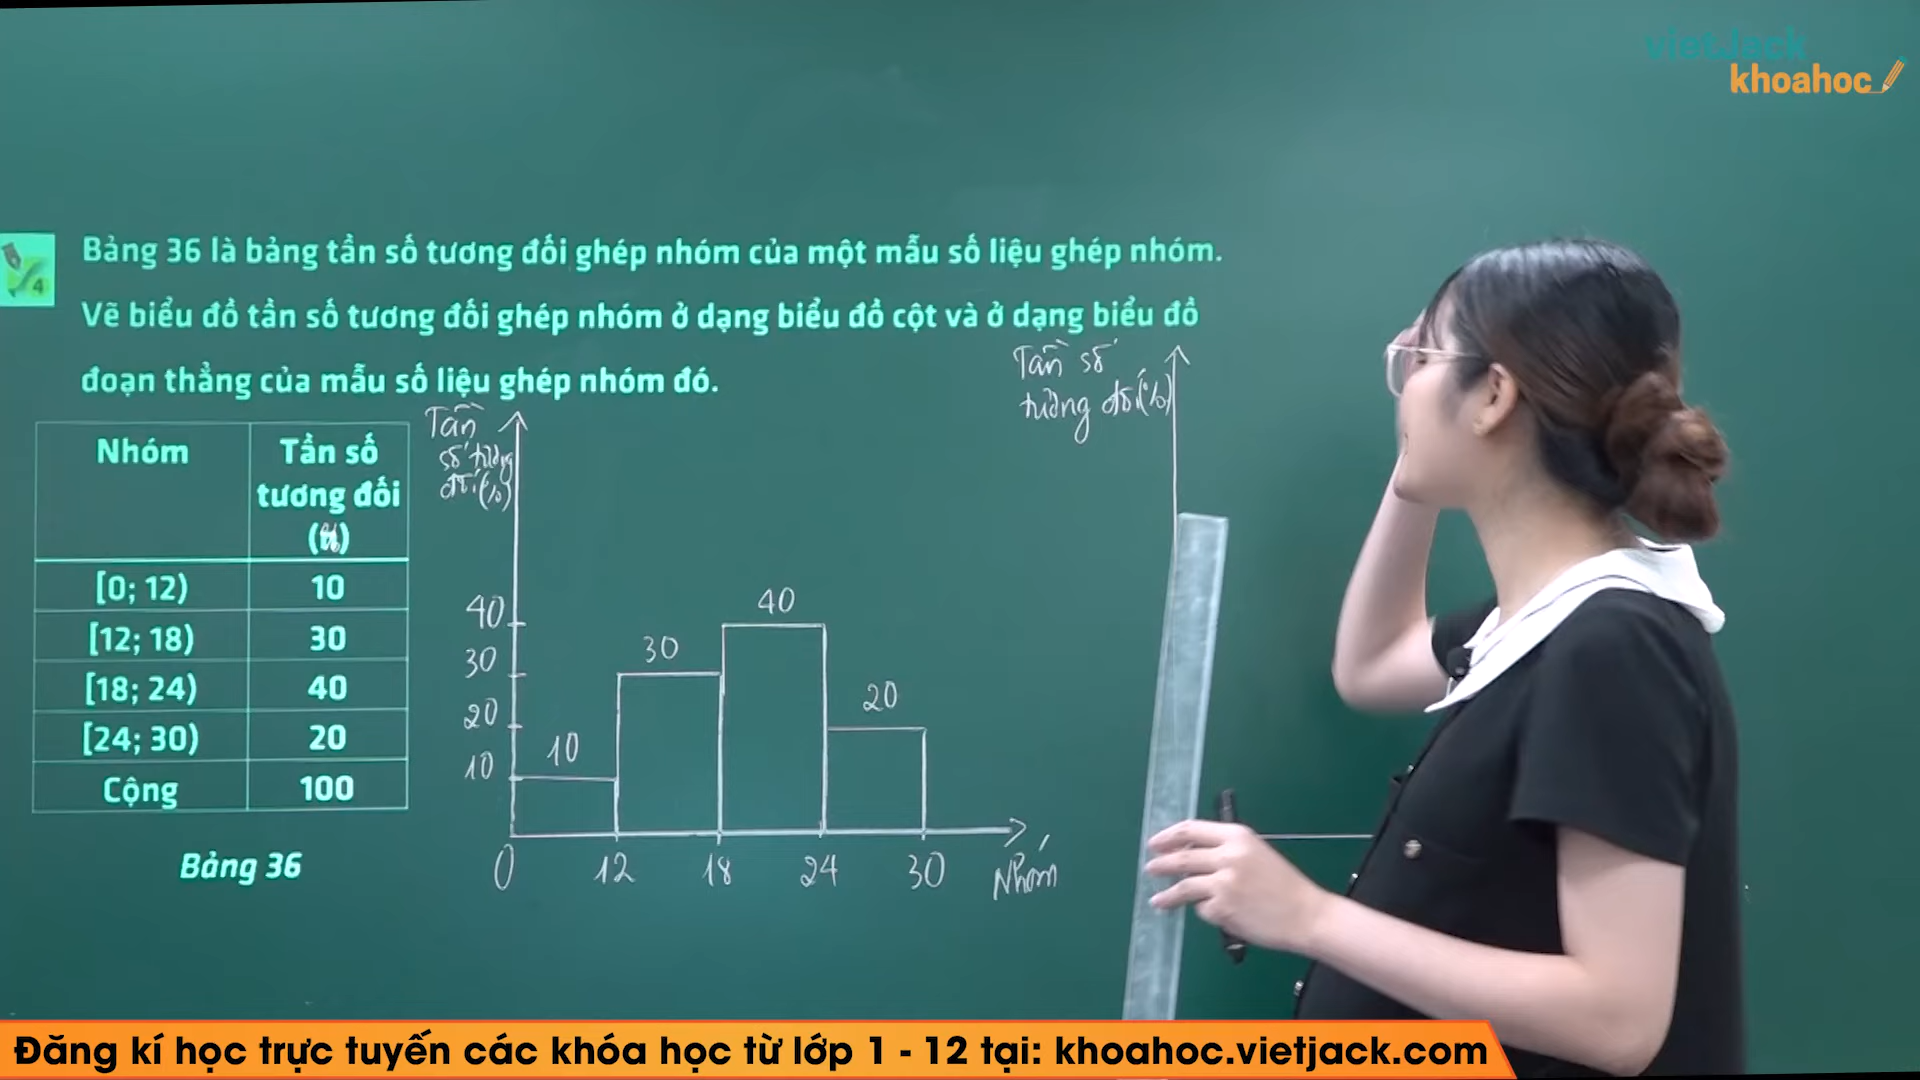 vietJack
khoahoc
4
Bảng 36 là bảng tần số tương đối ghép nhóm của một mẫu số liệu ghép nhóm.
Vẽ biểu đồ tần số tương đối ghép nhóm ở dạng biểu đồ cột và ở dạng biểu đồ
đoạn thẳng của mẫu số liệu ghép nhóm đó.
Nhóm
Tần số
tương đối
(%)
[0; 12)
10
[12; 18)
30
[18; 24)
40
[24; 30)
20
Cộng
100
Bảng 36
Tần
số tương
đối (%)
40
30
20
10
10
30
40
20
0
12
18
24
30
Nhóm
Tần số
tương đối (%)
Đăng kí học trực tuyến các khóa học từ lớp 1 - 12 tại: khoahoc.vietjack.com